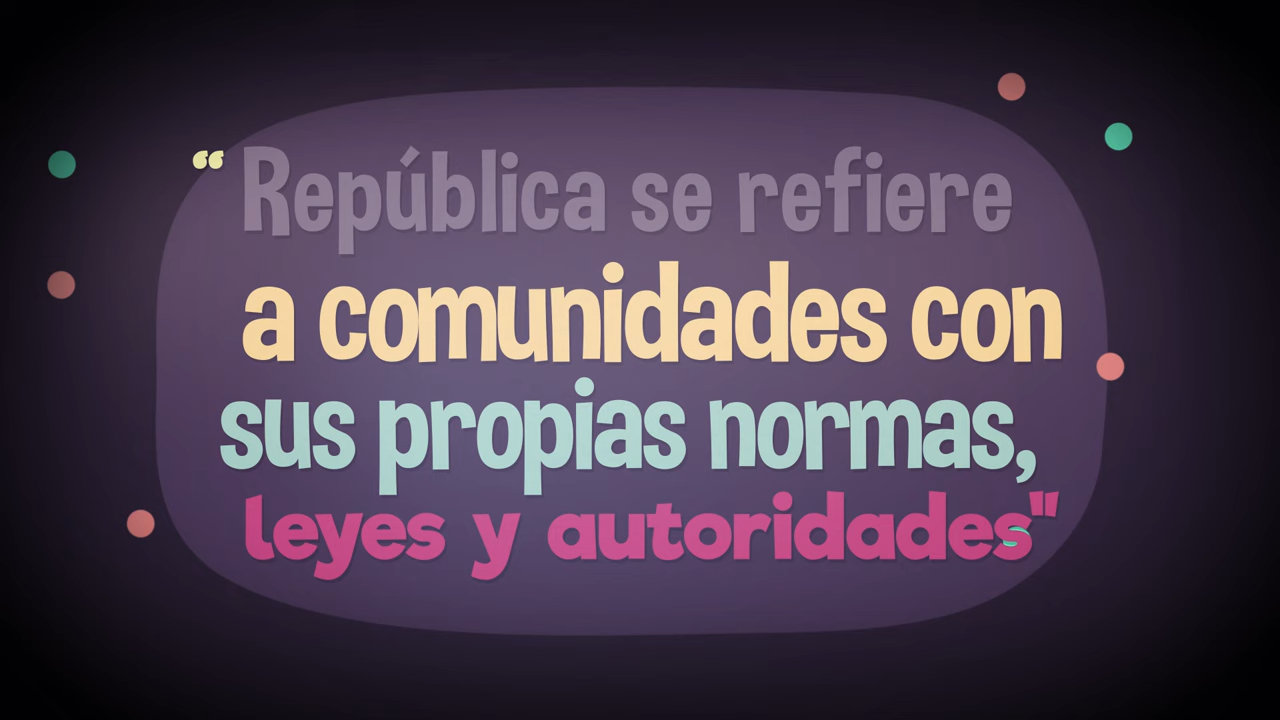 “ República se refiere
a comunidades con
sus propias normas,
leyes y autoridades"